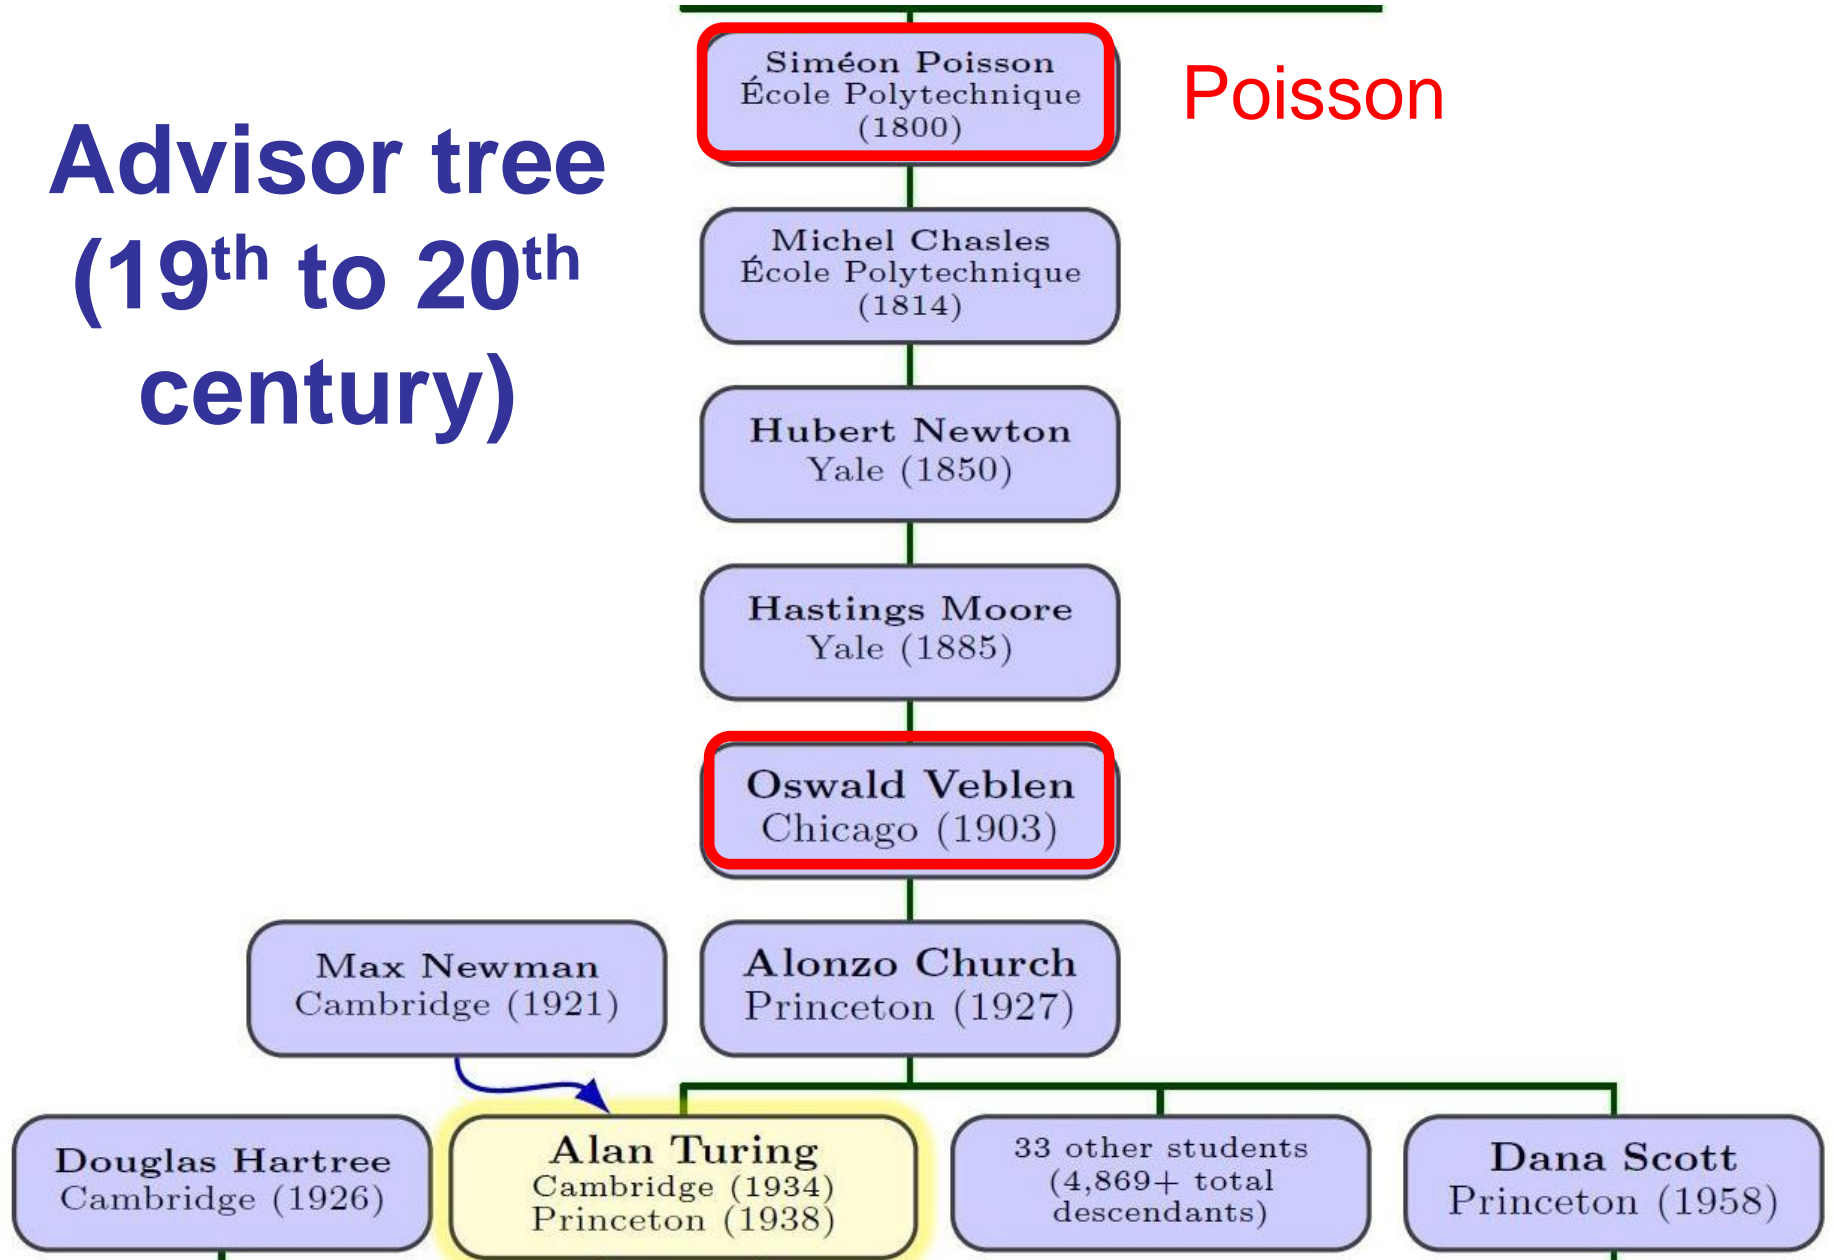 Advisor tree
(19th to 20th
century)
Siméon Poisson
École Polytechnique
(1800)
Poisson
Michel Chasles
École Polytechnique
(1814)
Hubert Newton
Yale (1850)
Hastings Moore
Yale (1885)
Oswald Veblen
Chicago (1903)
Max Newman
Cambridge (1921)
Alonzo Church
Princeton (1927)
Douglas Hartree
Cambridge (1926)
Alan Turing
Cambridge (1934)
Princeton (1938)
33 other students
(4,869+ total
descendants)
Dana Scott
Princeton (1958)